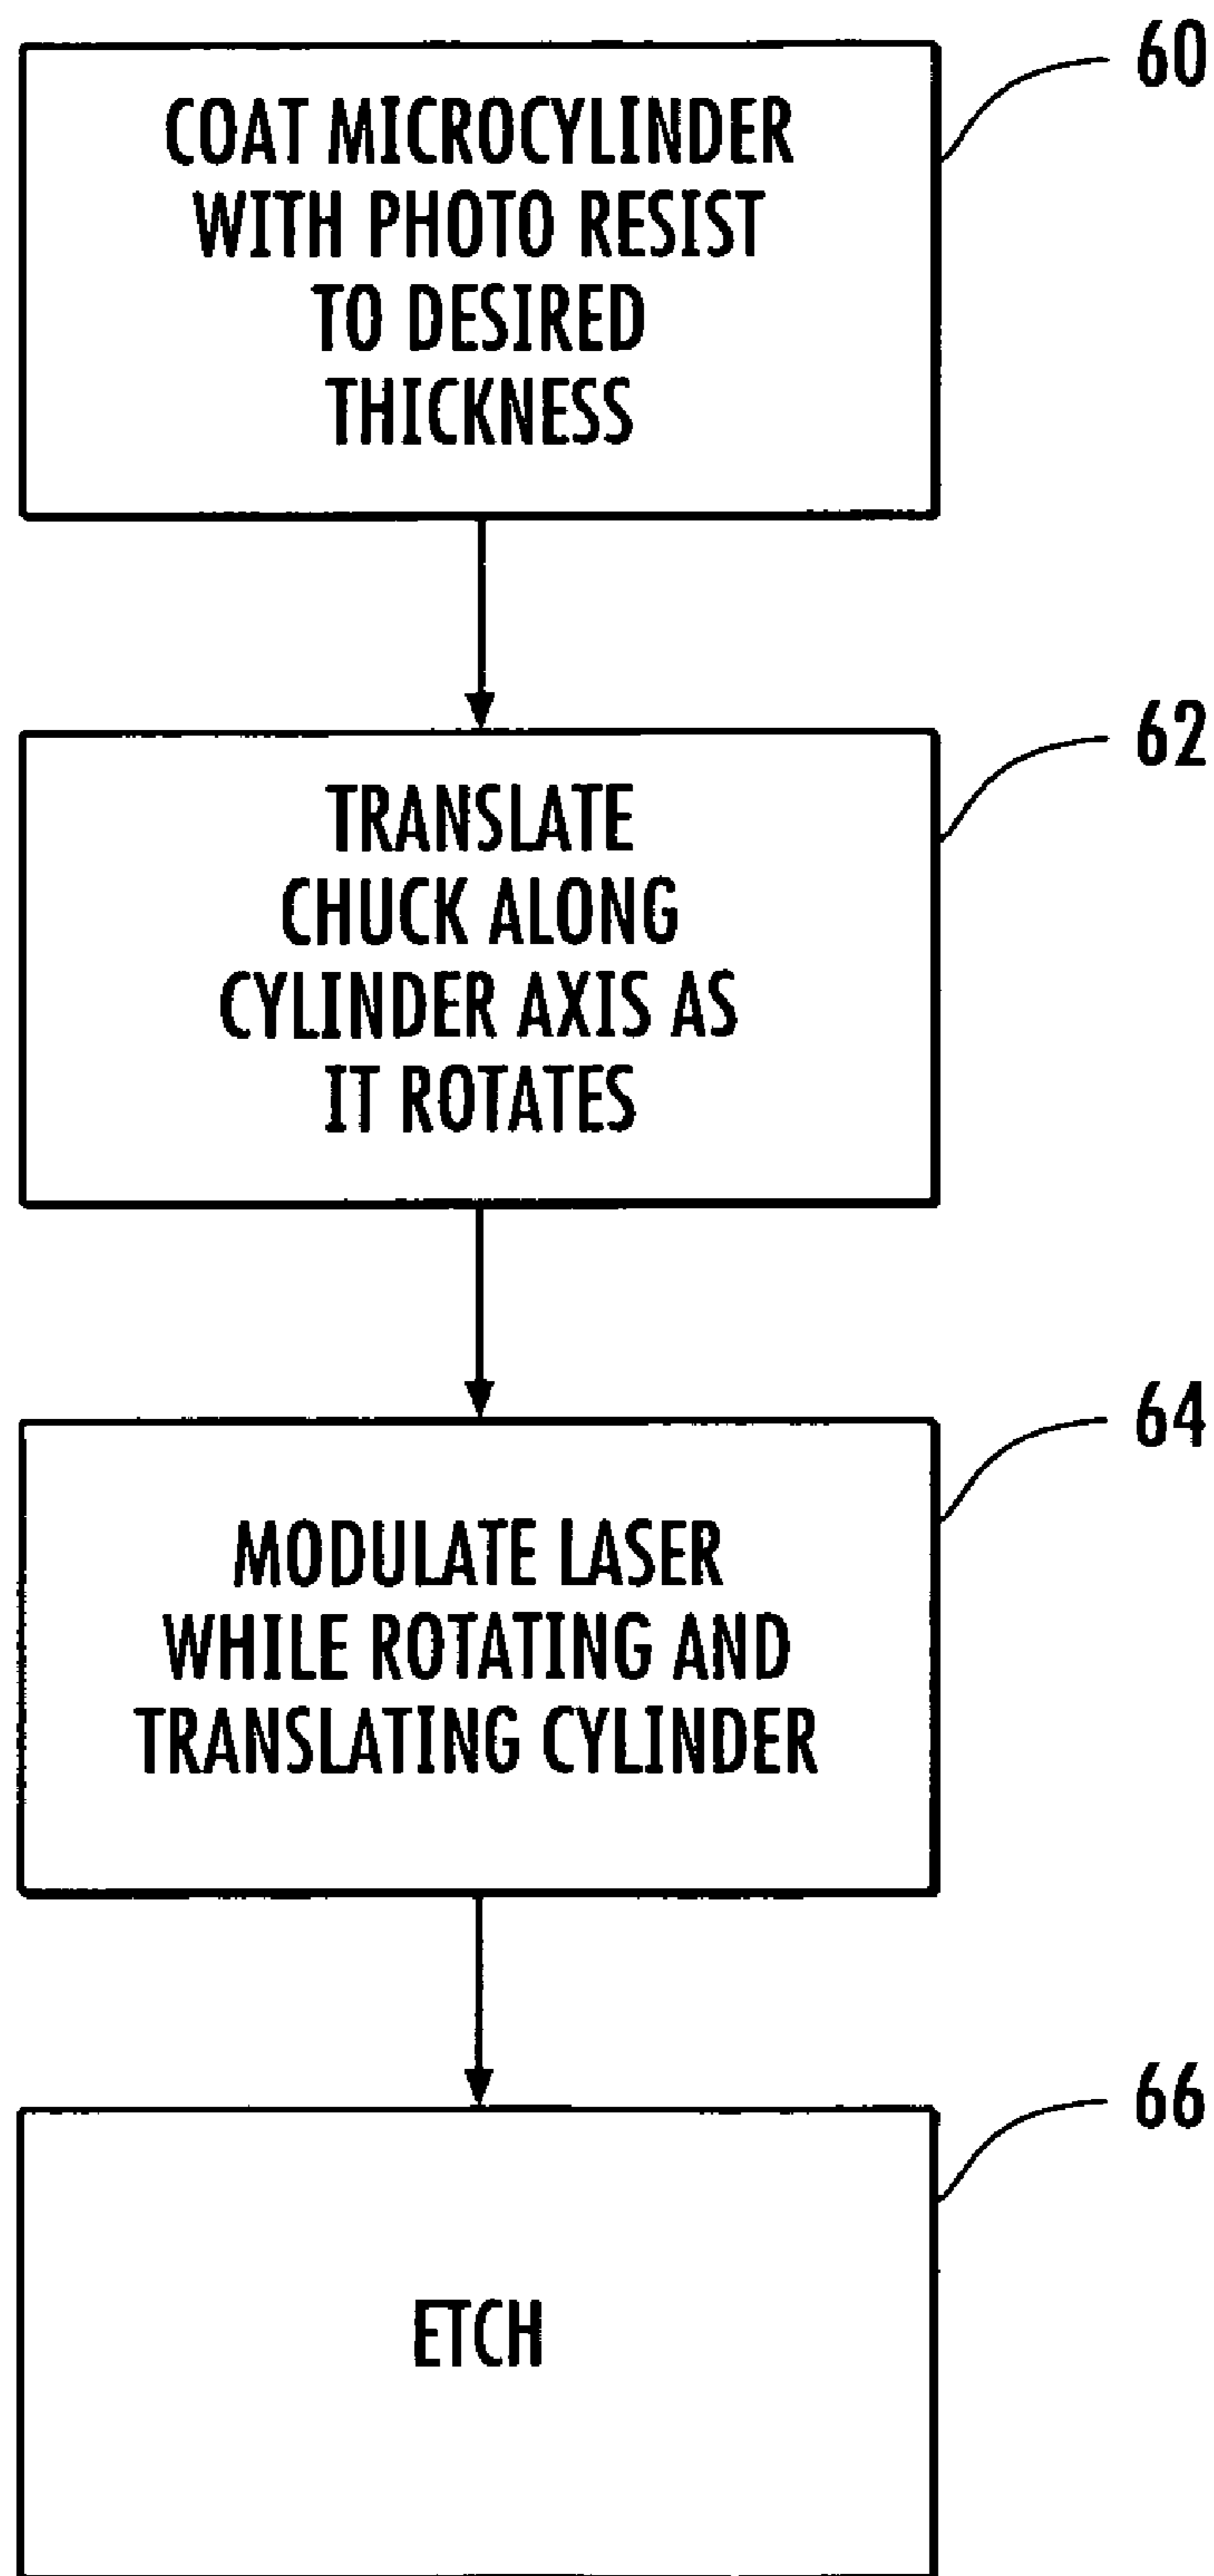 60
COAT MICROCYLINDER
WITH PHOTO RESIST
TO DESIRED
THICKNESS
62
TRANSLATE
CHUCK ALONG
CYLINDER AXIS AS
IT ROTATES
64
MODULATE LASER
WHILE ROTATING AND
TRANSLATING CYLINDER
66
ETCH